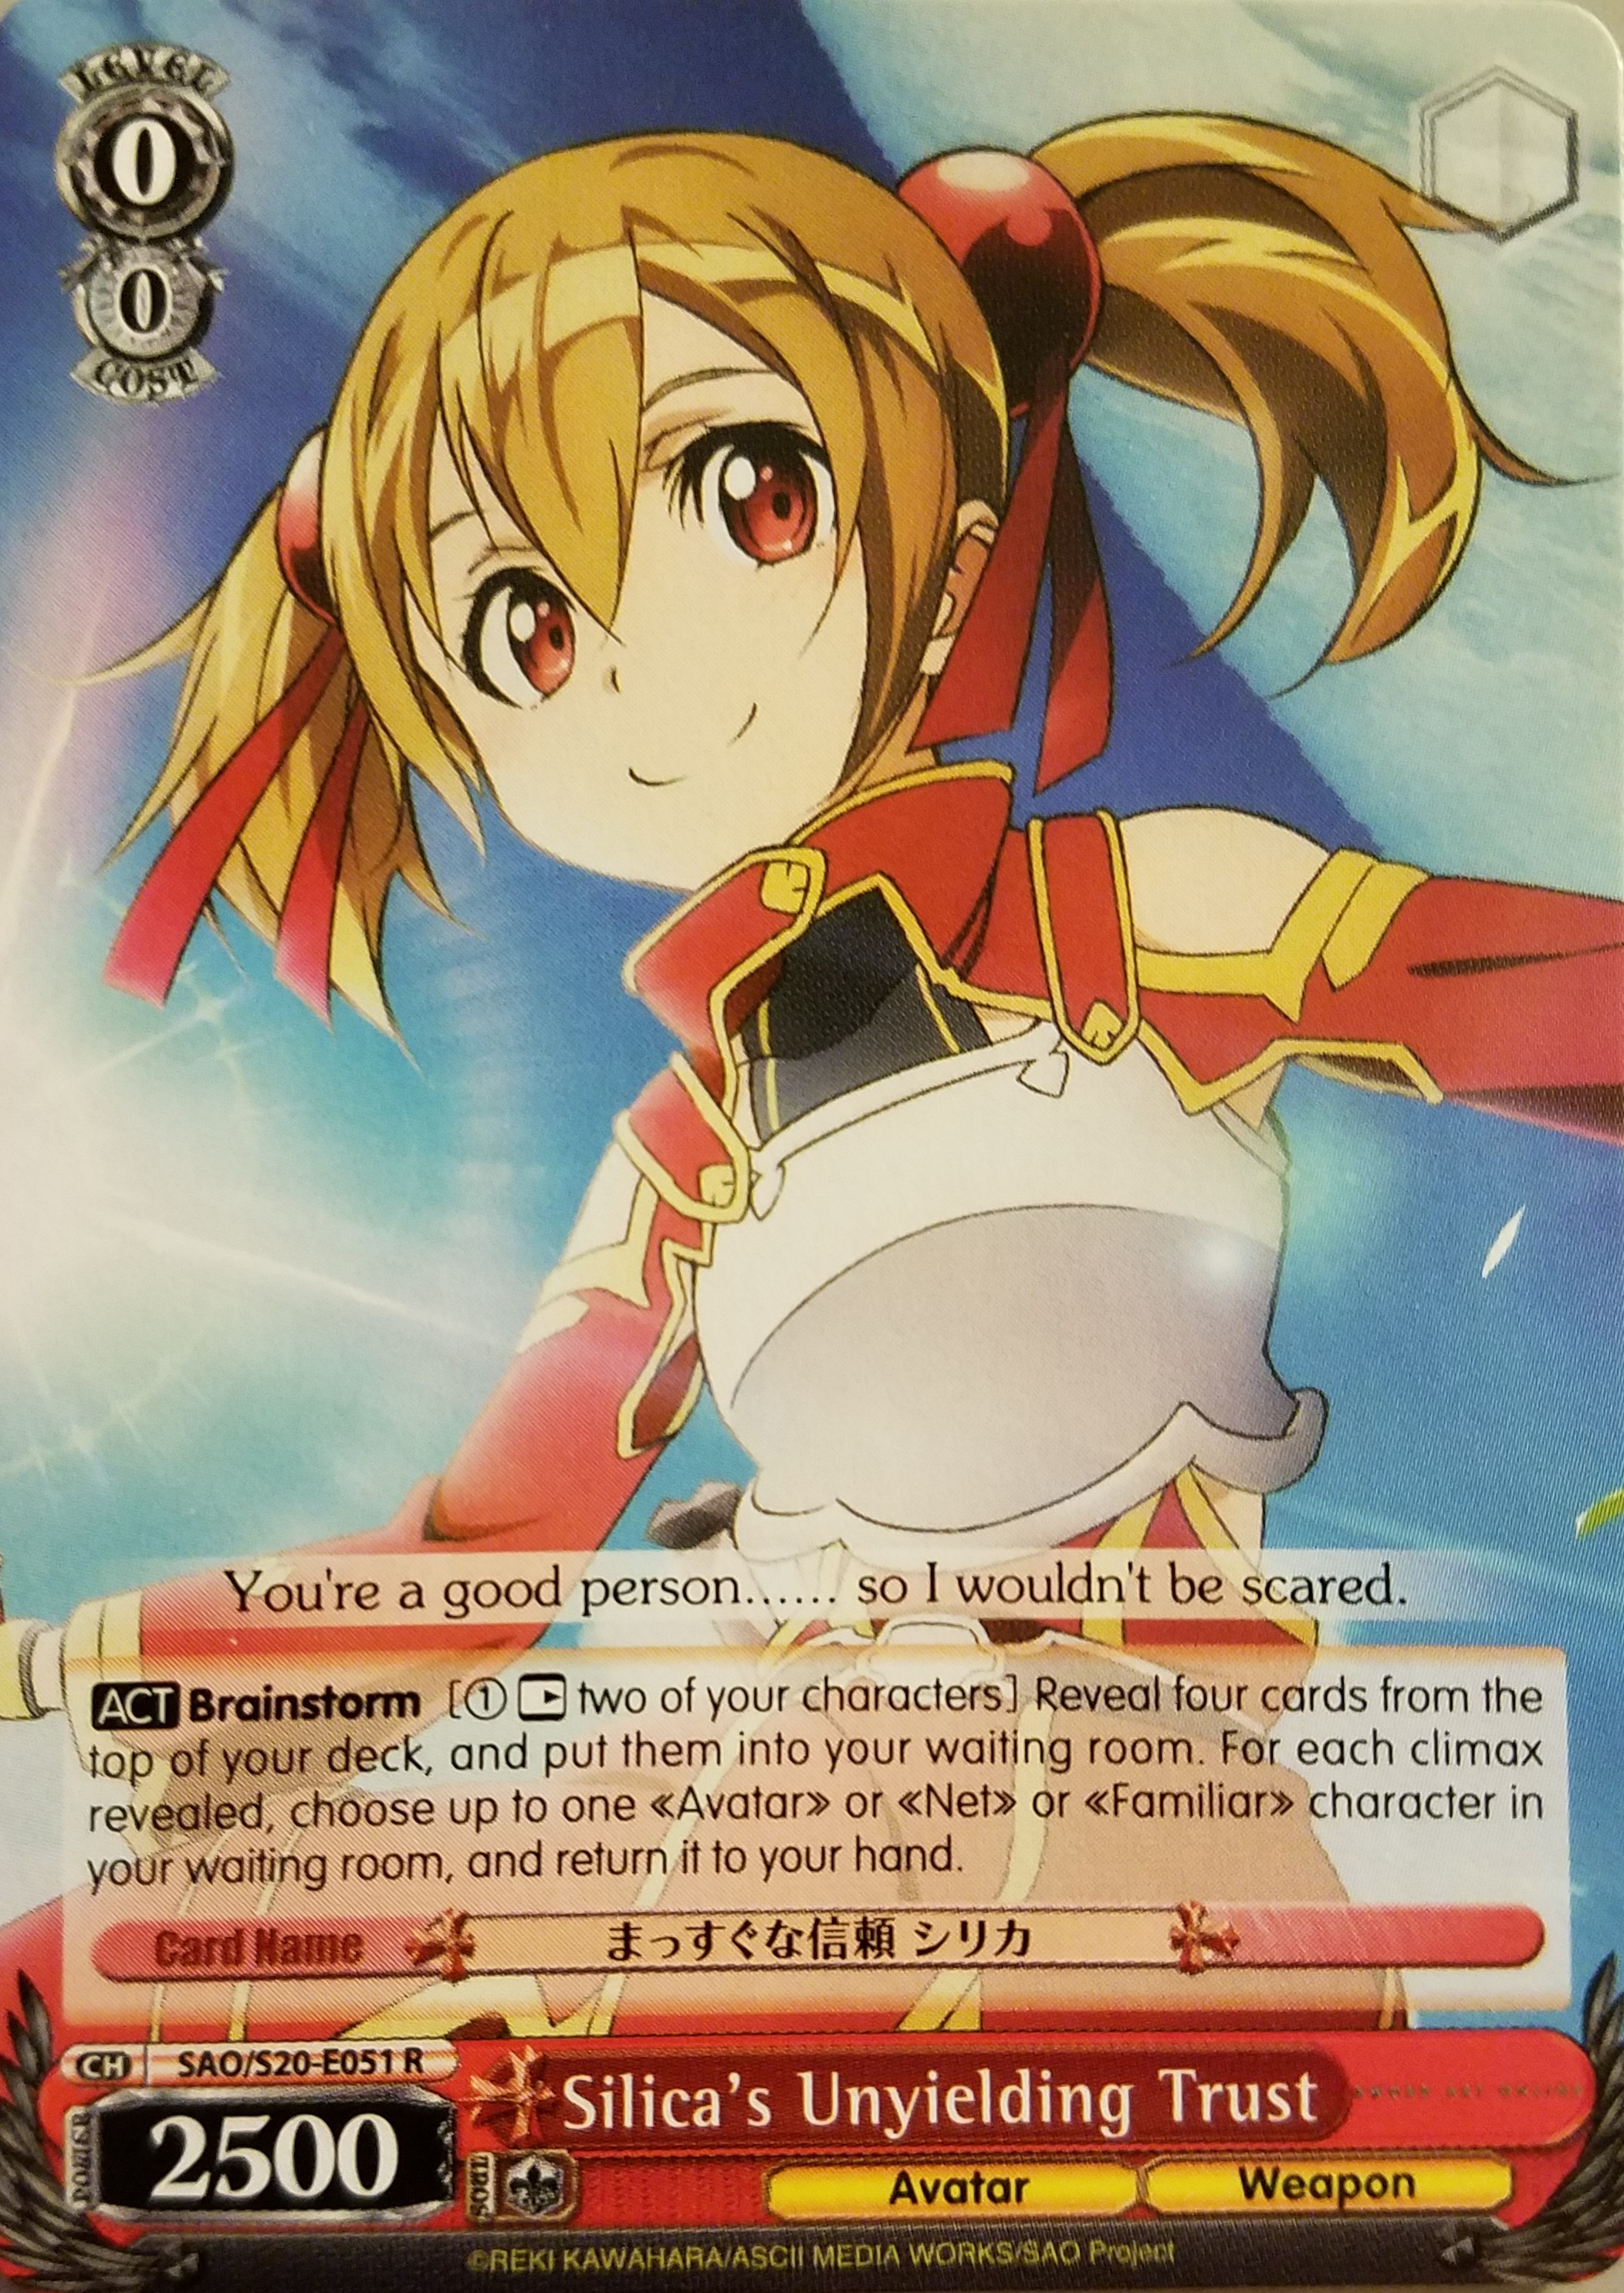 LEVEL
0
0
COST
You're a good person...... so I wouldn't be scared.
ACT Brainstorm [① two of your characters] Reveal four cards from the
top of your deck, and put them into your waiting room. For each climax
revealed, choose up to one «Avatar» or «Net» or «Familiar» character in
your waiting room, and return it to your hand.
Card Name まっすぐな信頼 シリカ
CH SAO/S20-E051 R
Silica's Unyielding Trust
POWER 2500 SOUL
Avatar Weapon
©REKI KAWAHARA/ASCII MEDIA WORKS/SAO Project